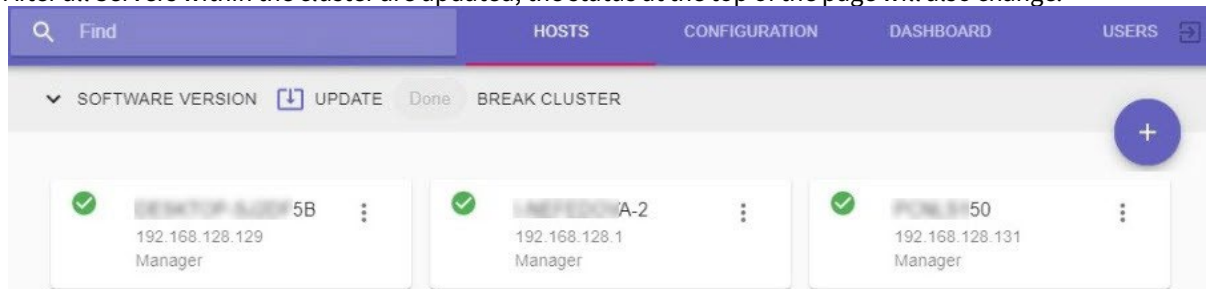 After all Servers within the cluster are updated, the status at the top of the page will also change.
Find HOSTS CONFIGURATION DASHBOARD USERS
SOFTWARE VERSION UPDATE Done BREAK CLUSTER
+
5B A-2 50
192.168.128.129 192.168.128.1 192.168.128.131
Manager Manager Manager